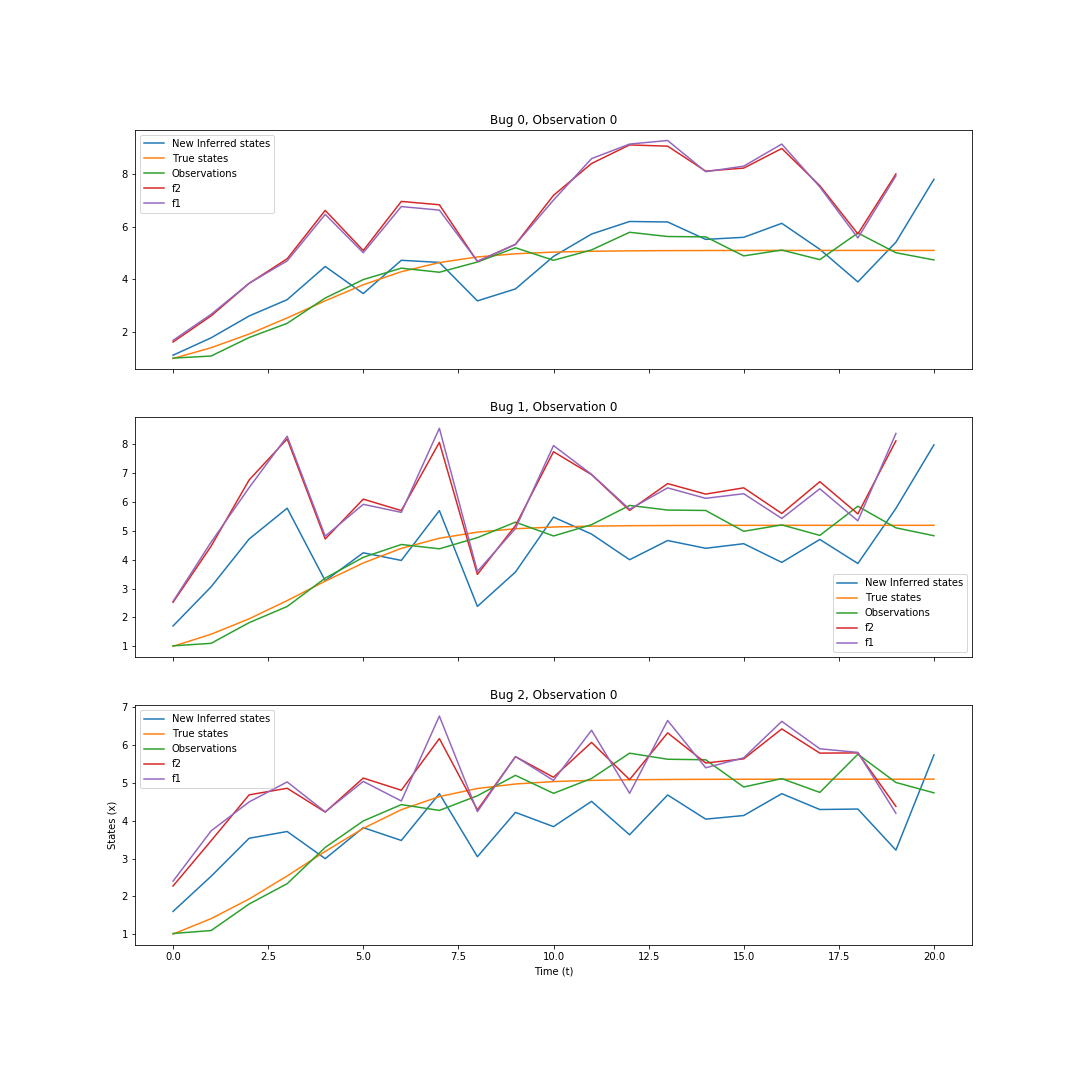 Bug 0, Observation 0
New Inferred states
True states
Observations
f2
f1
8
6
4
2
Bug 1, Observation 0
8
7
6
5
4
3
2
1
New Inferred states
True states
Observations
f2
f1
Bug 2, Observation 0
7
6
5
4
3
2
1
New Inferred states
True states
Observations
f2
f1
States (x)
0.0 2.5 5.0 7.5 10.0 12.5 15.0 17.5 20.0
Time (t)